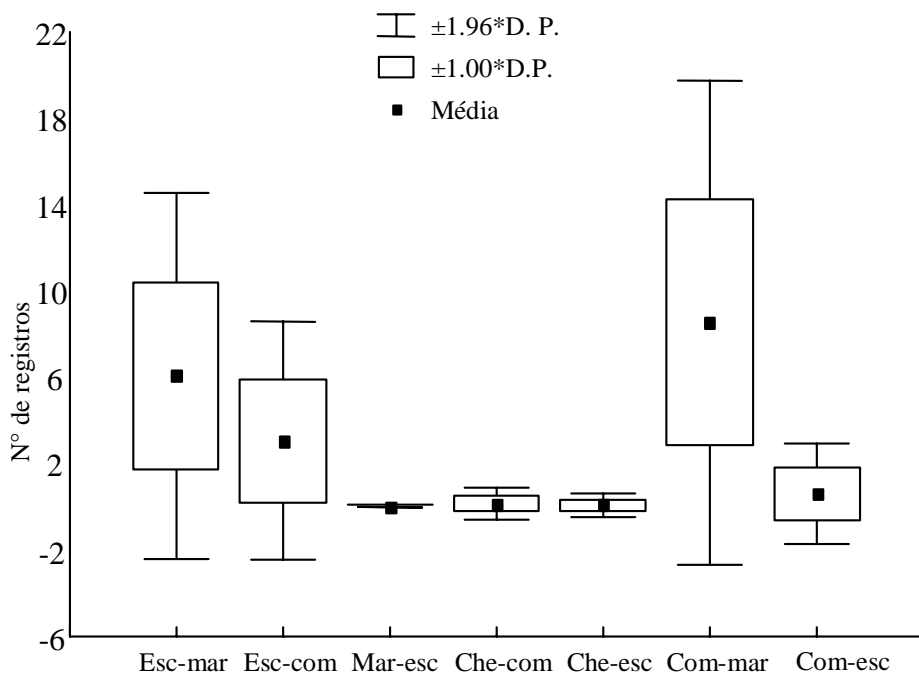 ±1.96*D. P.
±1.00*D.P.
Média
N° de registros
22
18
14
10
6
2
-2
-6
Esc-mar Esc-com Mar-esc Che-com Che-esc Com-mar Com-esc